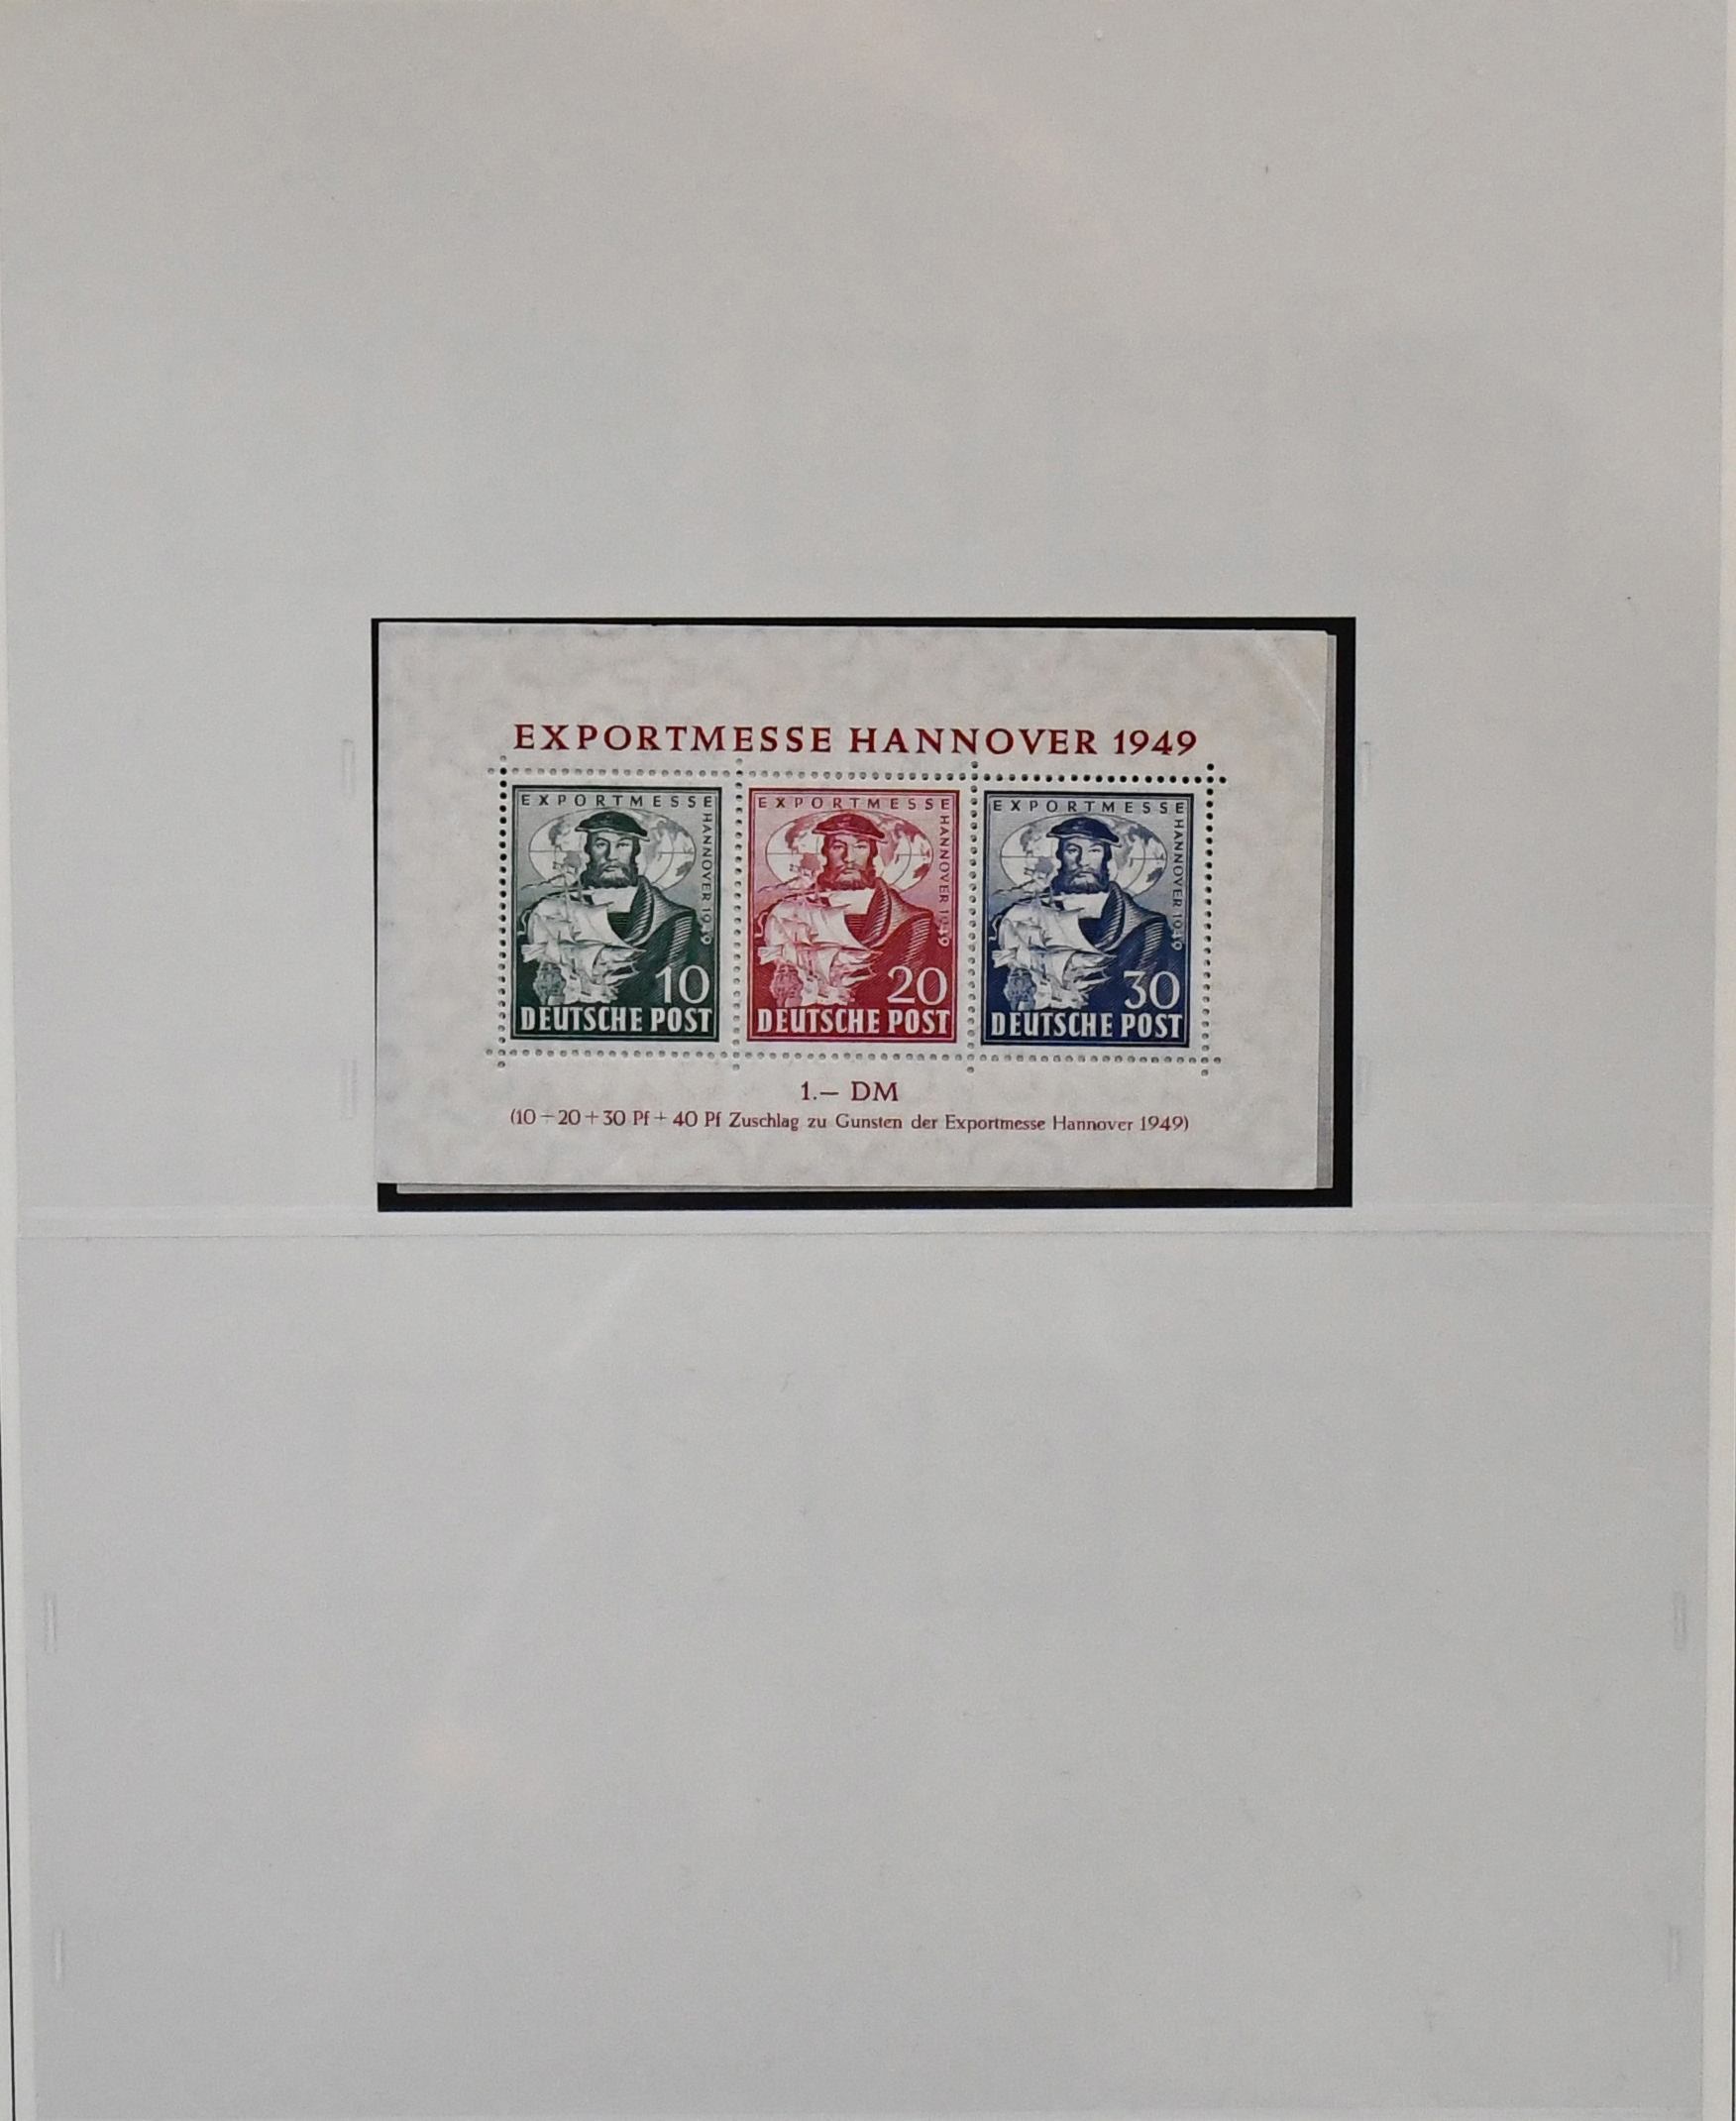 EXPORTMESSE HANNOVER 1949
EXPORTMESSE
HANNOVER 1949
10
DEUTSCHE POST
EXPORTMESSE
HANNOVER 1949
20
DEUTSCHE POST
EXPORTMESSE
HANNOVER 1949
30
DEUTSCHE POST
1.— DM
(10+20+30 Pf+40 Pf Zuschlag zu Gunsten der Exportmesse Hannover 1949)